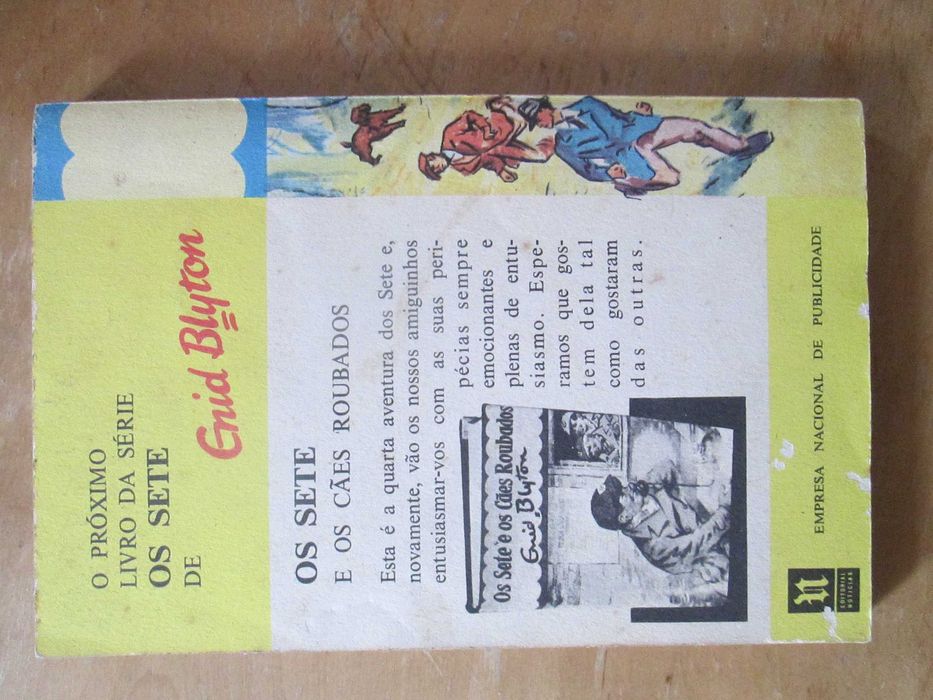 O PRÓXIMO
LIVRO DA SÉRIE
OS SETE
DE
Enid Blyton
OS SETE
E OS CÃES ROUBADOS
Esta é a quarta aventura dos Sete e,
novamente, vão os nossos amiguinhos
entusiasmar-vos com as suas peri-
pécias sempre
emocionantes e
plenas de entu-
siasmo. Espe-
ramos que gos-
tem dela tal
como gostaram
das outras.
Os Sete e os Cães Roubados
Enid Blyton
EDITORIAL
NOTÍCIAS
EMPRESA NACIONAL DE PUBLICIDADE